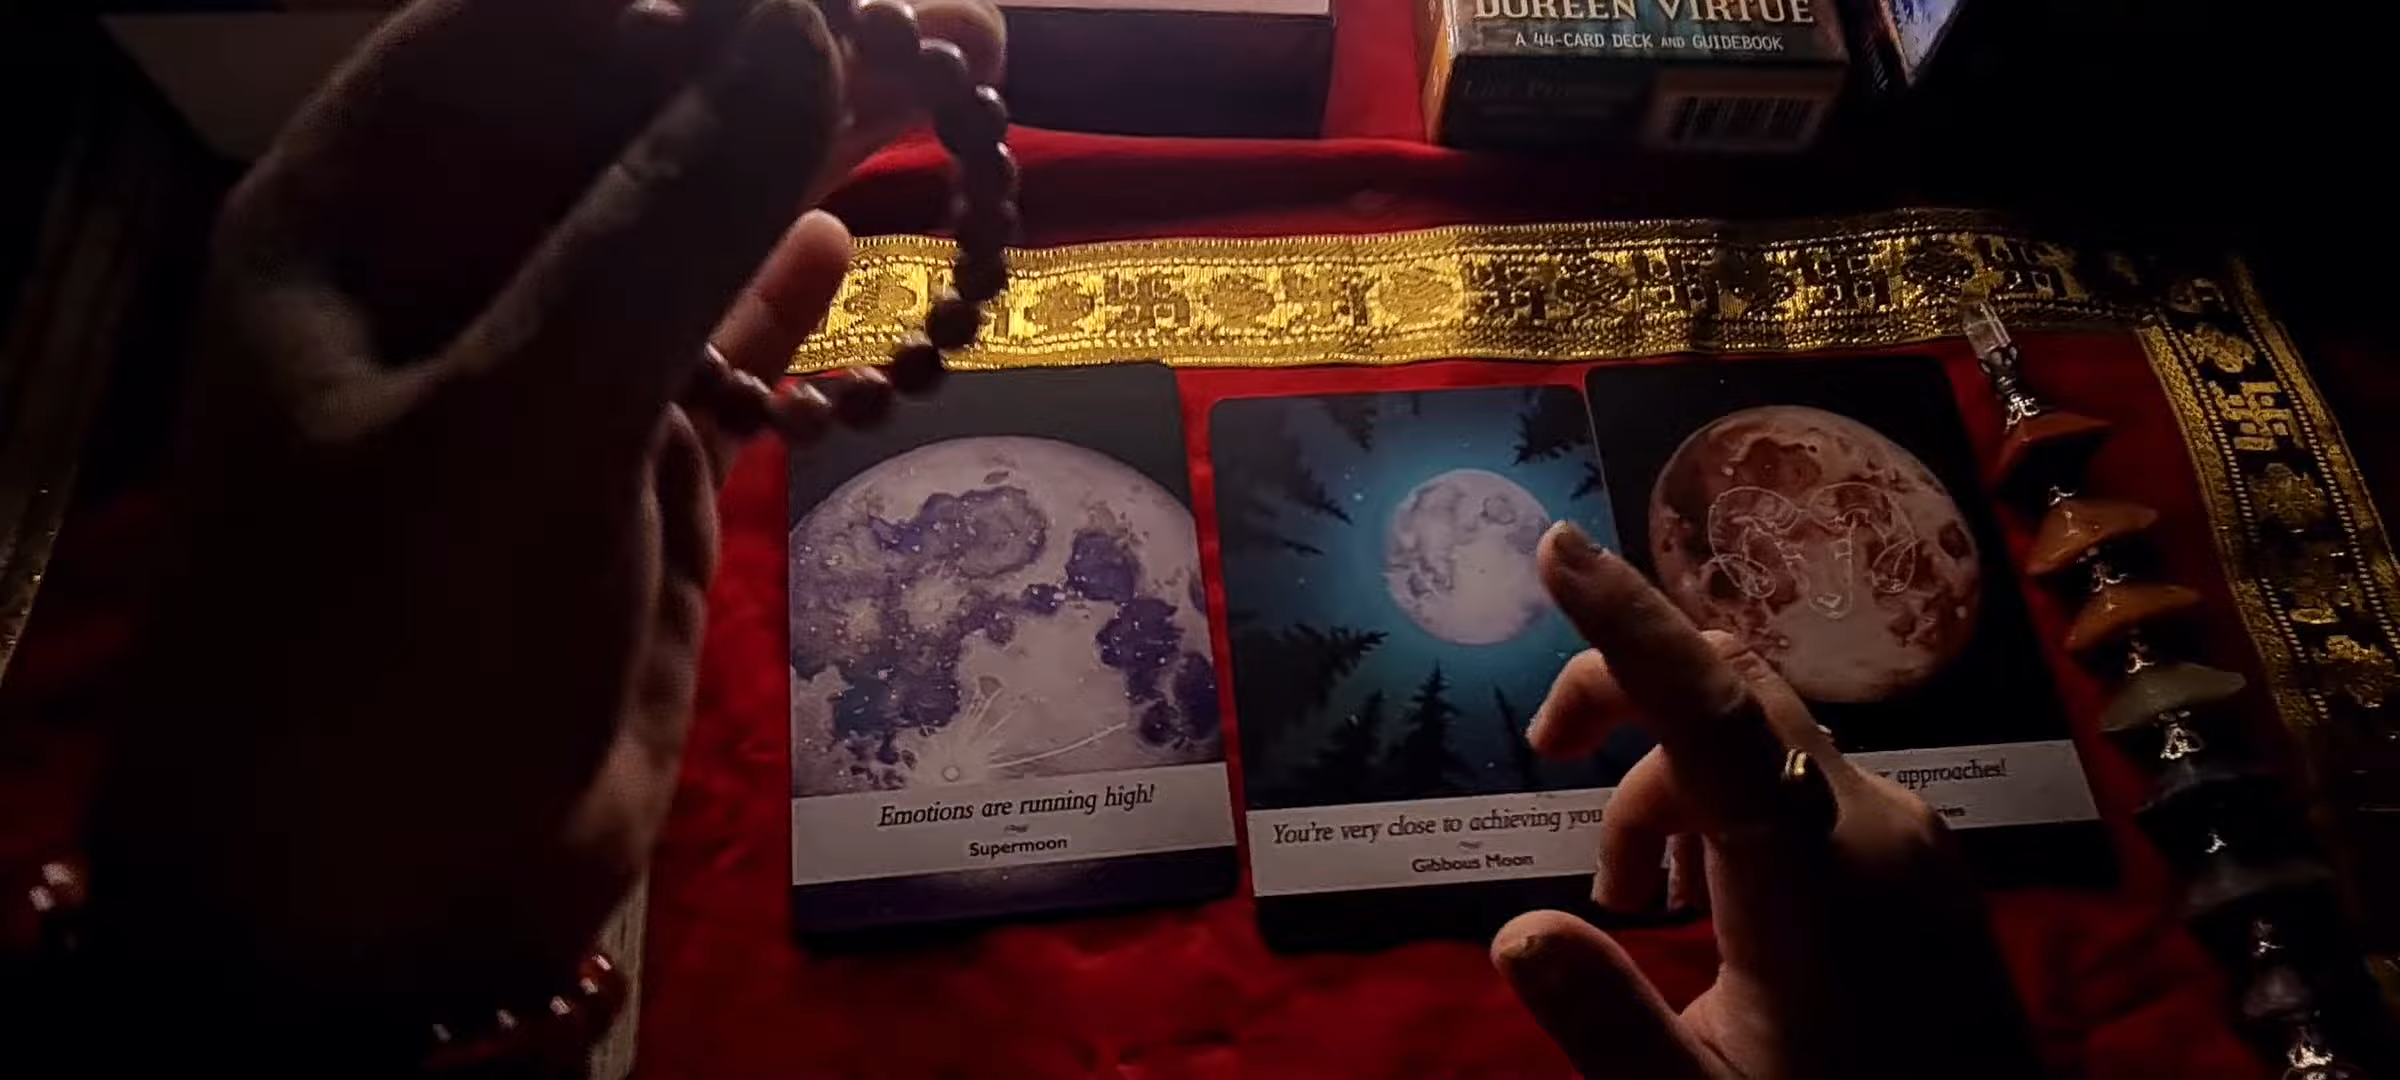 DOREEN VIRTUE
A 44-CARD DECK AND GUIDEBOOK
Emotions are running high!
Supermoon
You're very close to achieving you
Gibbous Moon
approaches!